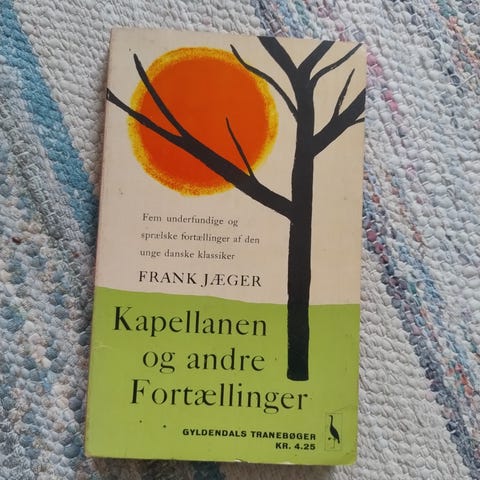 Fem underfundige og
sprælske fortællinger af den
unge danske klassiker
FRANK JÆGER
Kapellanen
og andre
Fortællinger
GYLDENDALS TRANEBØGER
KR. 4.25